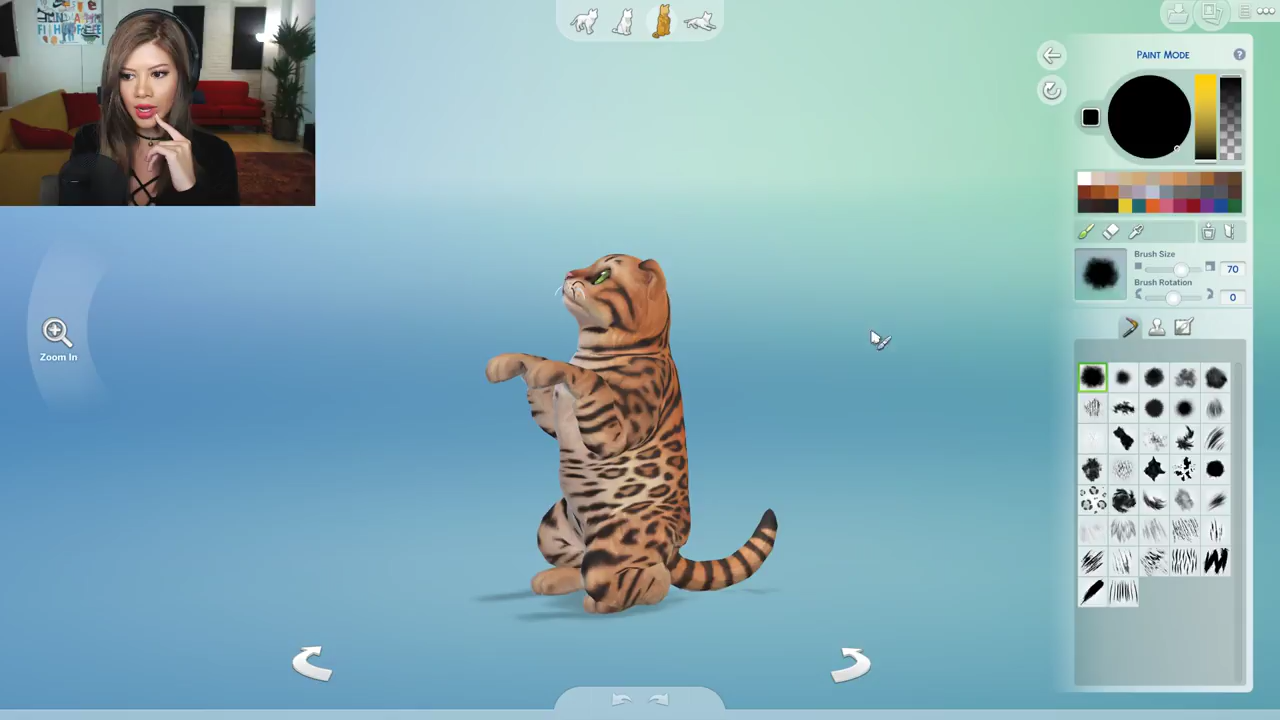 PAINT MODE
?
Brush Size
70
Brush Rotation
0
Zoom In